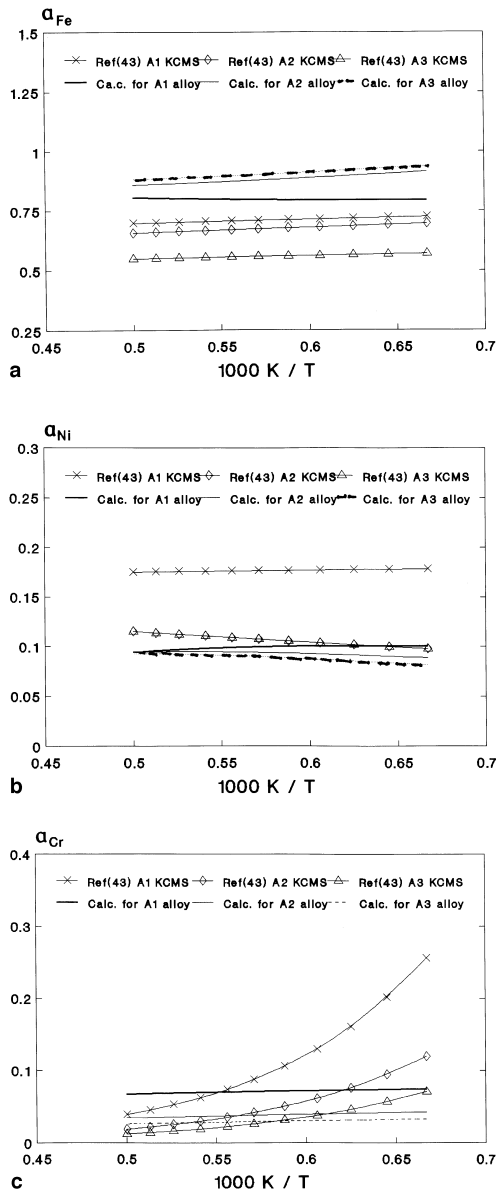 αFe
1.5
Ref(43) A1 KCMS Ref(43) A2 KCMS Ref(43) A3 KCMS
Ca.c. for A1 alloy Calc. for A2 alloy Calc. for A3 alloy
1.25
1
0.75
0.5
0.25
0.45 0.5 0.55 0.6 0.65 0.7
a 1000 K / T
αNi
0.3
Ref(43) A1 KCMS Ref(43) A2 KCMS Ref(43) A3 KCMS
Calc. for A1 alloy Calc. for A2 alloy Calc. for A3 alloy
0.25
0.2
0.15
0.1
0.05
0
0.45 0.5 0.55 0.6 0.65 0.7
b 1000 K / T
αCr
0.4
Ref(43) A1 KCMS Ref(43) A2 KCMS Ref(43) A3 KCMS
Calc. for A1 alloy Calc. for A2 alloy Calc. for A3 alloy
0.3
0.2
0.1
0
0.45 0.5 0.55 0.6 0.65 0.7
c 1000 K / T